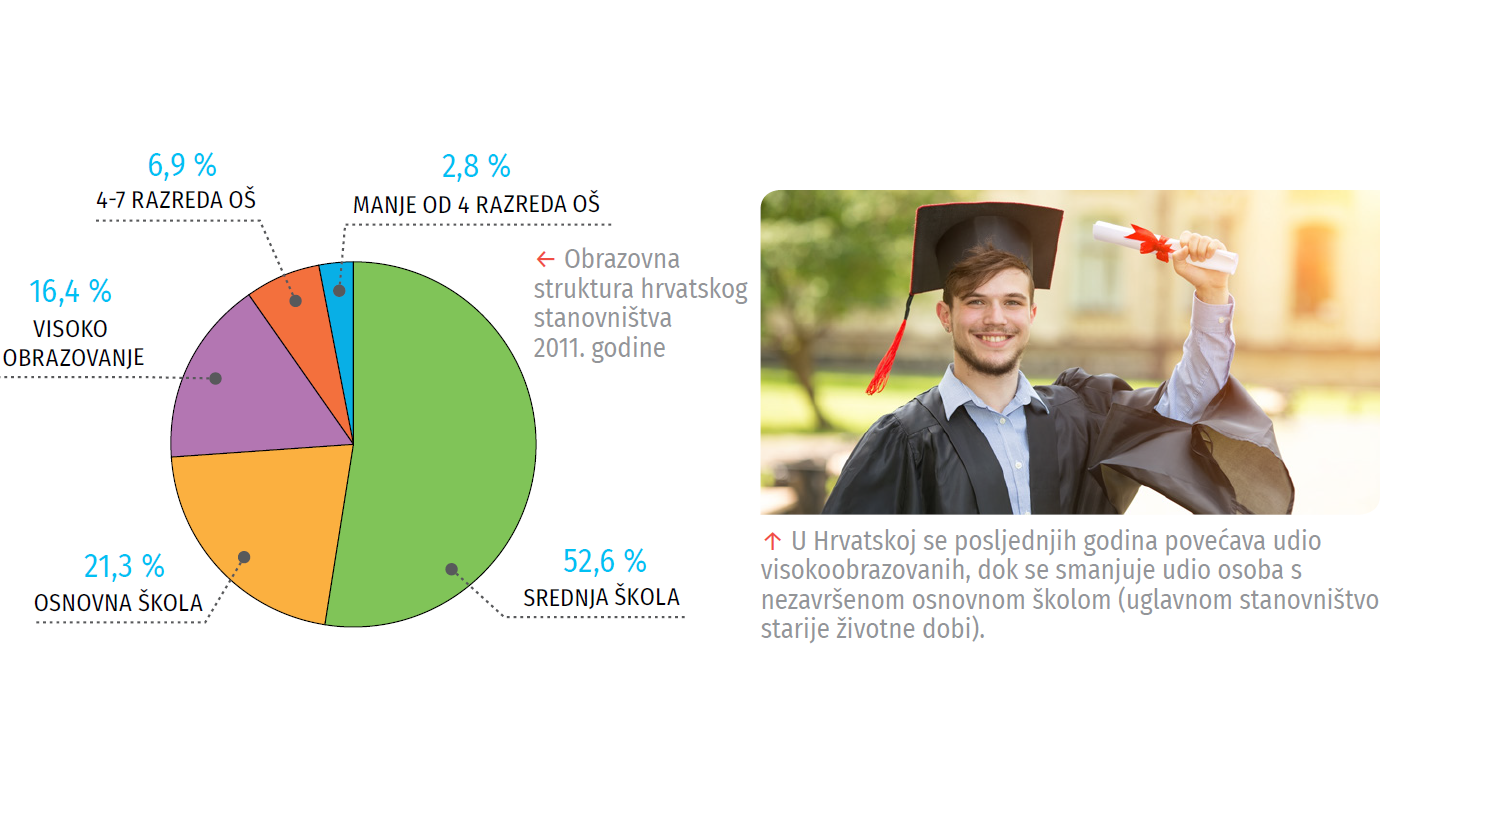 6,9 %
4-7 RAZREDA OŠ
2,8 %
MANJE OD 4 RAZREDA OŠ
16,4 %
VISOKO
OBRAZOVANJE
← Obrazovna
struktura hrvatskog
stanovništva
2011. godine
21,3 %
OSNOVNA ŠKOLA
52,6 %
SREDNJA ŠKOLA
↑ U Hrvatskoj se posljednjih godina povećava udio
visokoobrazovanih, dok se smanjuje udio osoba s
nezavršenom osnovnom školom (uglavnom stanovništvo
starije životne dobi).